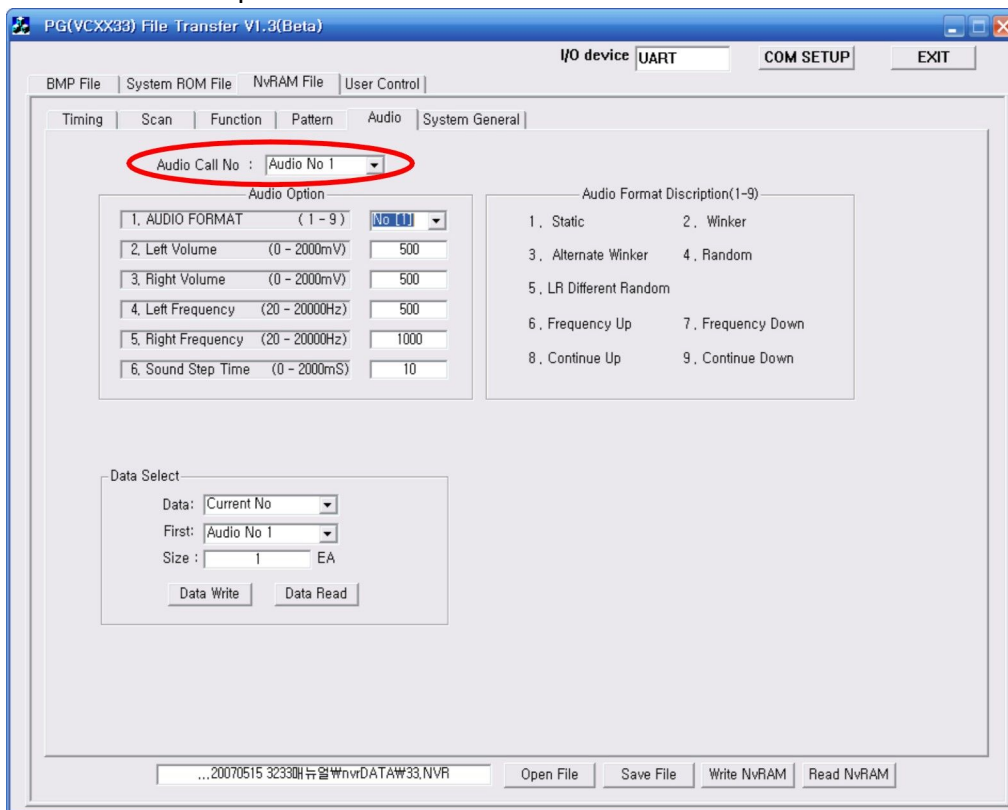 PG(VCXX33) File Transfer V1.3(Beta)
I/O device UART COM SETUP EXIT
BMP File System ROM File NvRAM File User Control
Timing Scan Function Pattern Audio System General
Audio Call No : Audio No 1
Audio Option
1, AUDIO FORMAT (1 - 9) No [1]
2, Left Volume (0 - 2000mV) 500
3, Right Volume (0 - 2000mV) 500
4, Left Frequency (20 - 20000Hz) 500
5, Right Frequency (20 - 20000Hz) 1000
6, Sound Step Time (0 - 2000mS) 10
Audio Format Discription(1-9)
1, Static 2, Winker
3, Alternate Winker 4, Random
5, LR Different Random
6, Frequency Up 7, Frequency Down
8, Continue Up 9, Continue Down
Data Select
Data: Current No
First: Audio No 1
Size : 1 EA
Data Write Data Read
...20070515 3233매뉴얼₩nvrDATA₩33,NVR Open File Save File Write NvRAM Read NvRAM